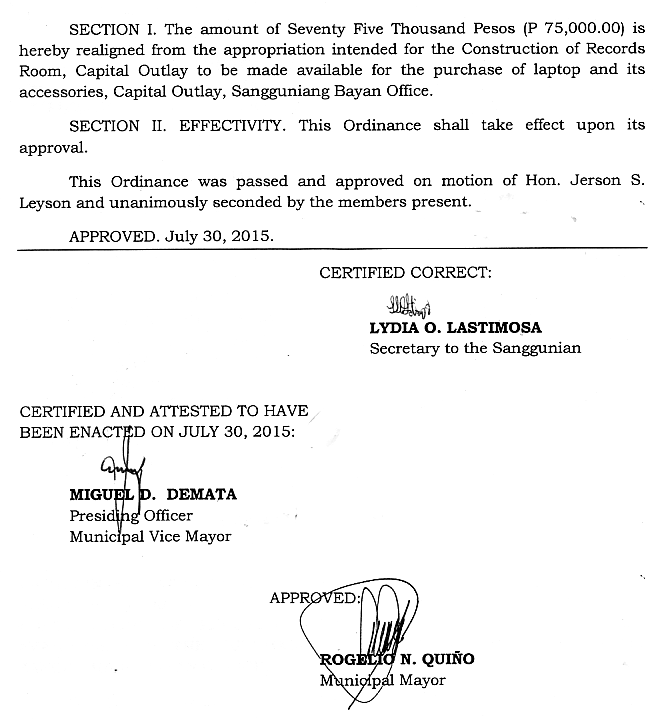 SECTION I. The amount of Seventy Five Thousand Pesos (P 75,000.00) is
hereby realigned from the appropriation intended for the Construction of Records
Room, Capital Outlay to be made available for the purchase of laptop and its
accessories, Capital Outlay, Sangguniang Bayan Office.
SECTION II. EFFECTIVITY. This Ordinance shall take effect upon its
approval.
This Ordinance was passed and approved on motion of Hon. Jerson S.
Leyson and unanimously seconded by the members present.
APPROVED. July 30, 2015.
CERTIFIED CORRECT:
LYDIA O. LASTIMOSA
Secretary to the Sanggunian
CERTIFIED AND ATTESTED TO HAVE
BEEN ENACTED ON JULY 30, 2015:
MIGUEL D. DEMATA
Presiding Officer
Municipal Vice Mayor
APPROVED:
ROGELIO N. QUIÑO
Municipal Mayor